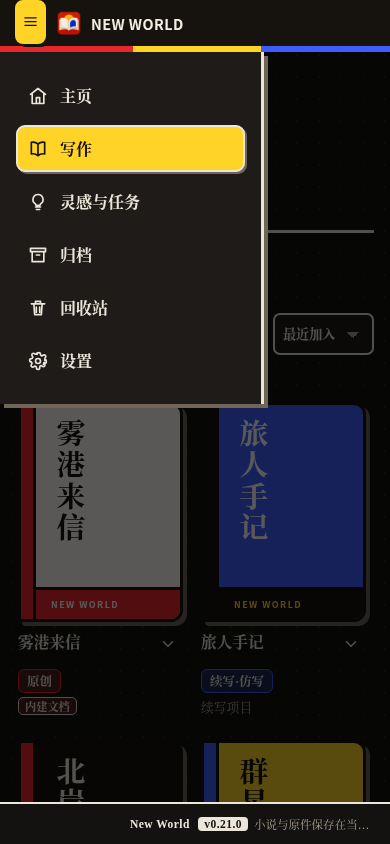 NEW WORLD
主页
写作
灵感与任务
归档
回收站
设置
最近加入
雾港来信
NEW WORLD
雾港来信
原创
内建文档
旅人手记
NEW WORLD
旅人手记
续写·仿写
续写项目
北
群
New World v0.21.0 小说与原件保存在当...